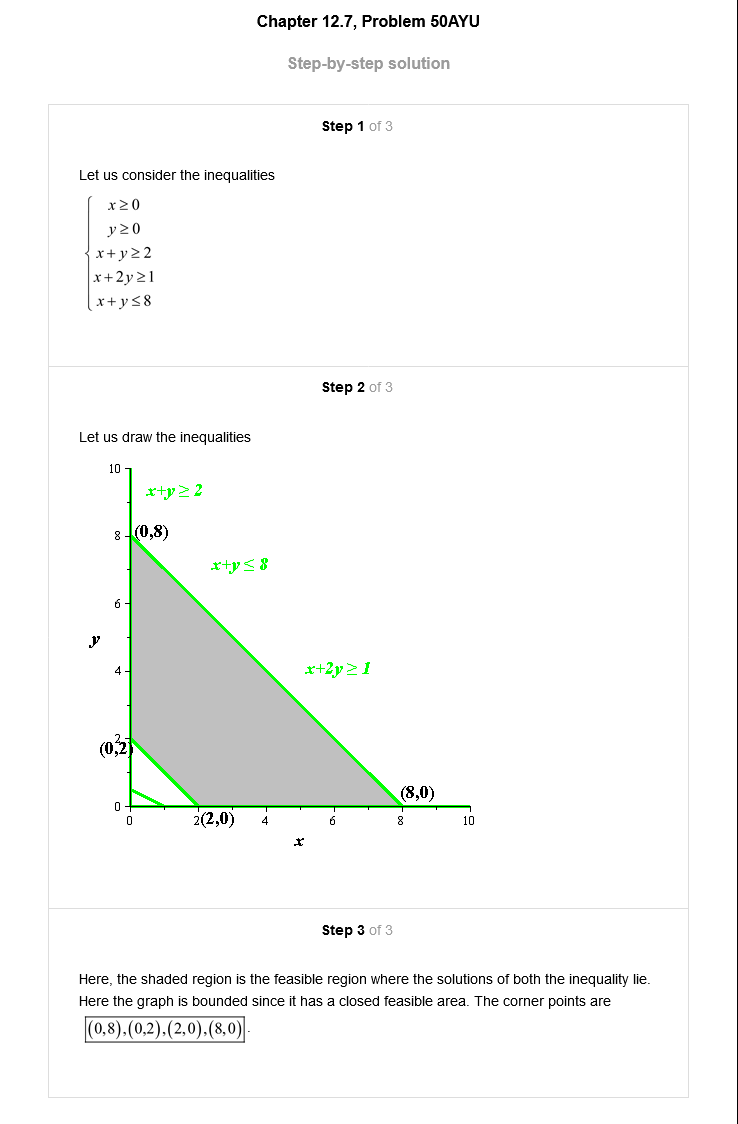 Chapter 12.7, Problem 50AYU
Step-by-step solution
Step 1 of 3
Let us consider the inequalities
x ≥ 0
y ≥ 0
x + y ≥ 2
x + 2y ≥ 1
x + y ≤ 8
Step 2 of 3
Let us draw the inequalities
10
x+y ≥ 2
8
(0,8)
x+y ≤ 8
6
y
4
x+2y ≥ 1
2
(0,2)
(8,0)
0
0 2 (2,0) 4 6 8 10
x
Step 3 of 3
Here, the shaded region is the feasible region where the solutions of both the inequality lie.
Here the graph is bounded since it has a closed feasible area. The corner points are
(0,8),(0,2),(2,0),(8,0).